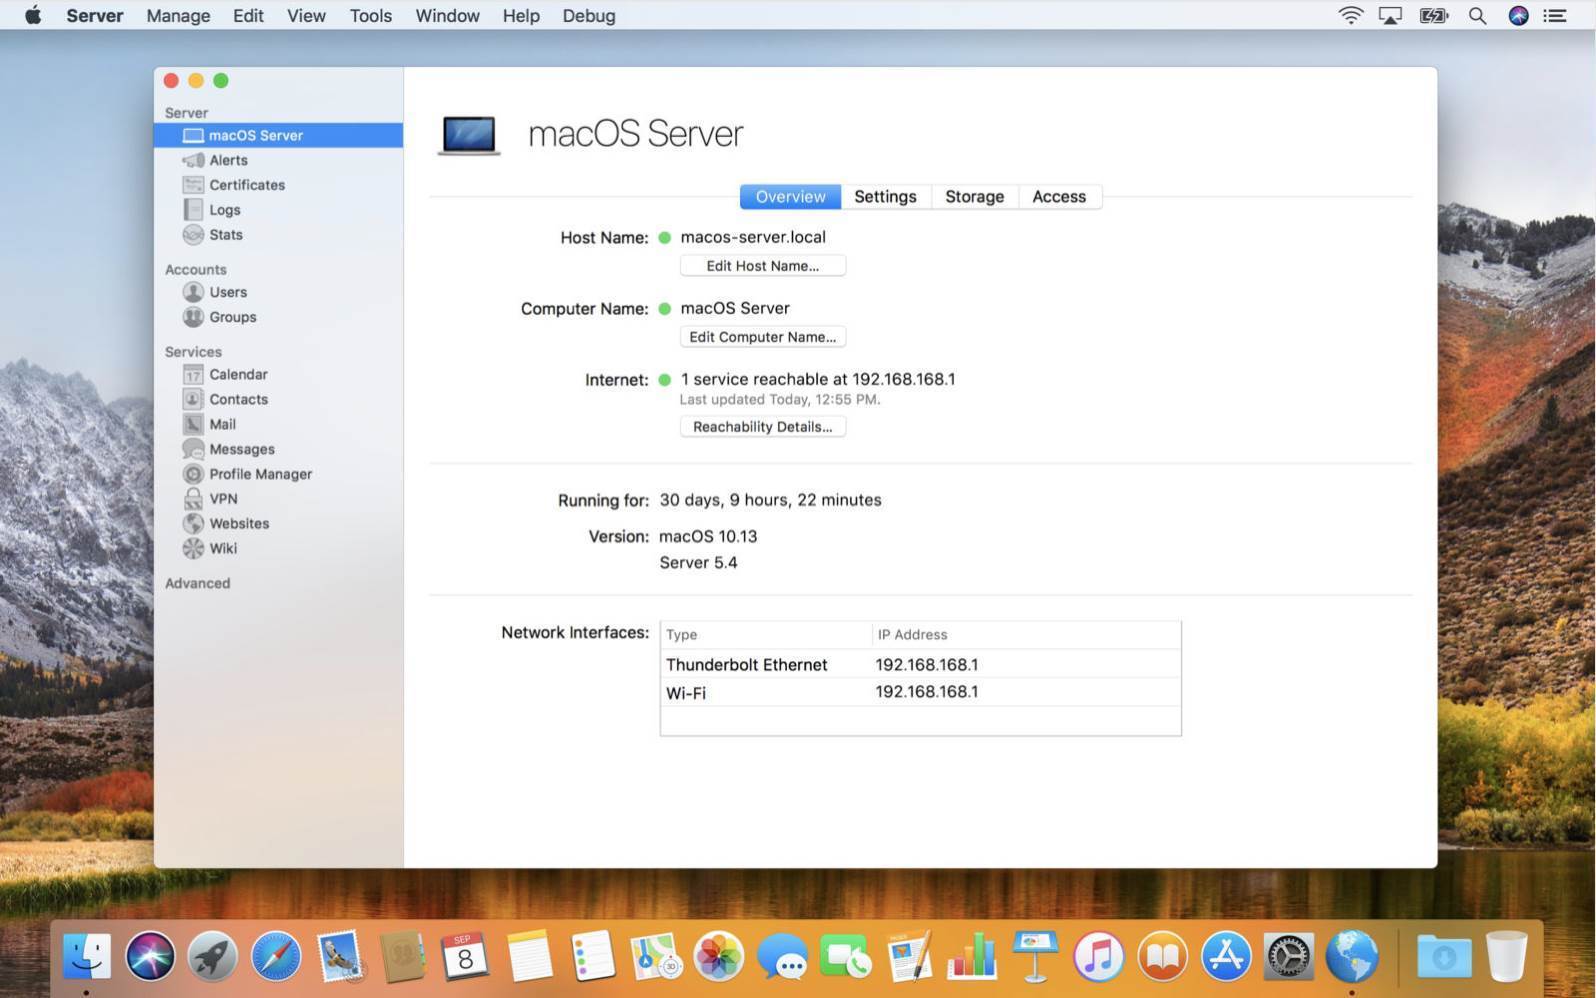 Server Manage Edit View Tools Window Help Debug
Server
macOS Server
Alerts
Certificates
Logs
Stats
Accounts
Users
Groups
Services
17 Calendar
Contacts
Mail
Messages
Profile Manager
VPN
Websites
Wiki
Advanced
macOS Server
Overview Settings Storage Access
Host Name: macos-server.local
Edit Host Name...
Computer Name: macOS Server
Edit Computer Name...
Internet: 1 service reachable at 192.168.168.1
Last updated Today, 12:55 PM.
Reachability Details...
Running for: 30 days, 9 hours, 22 minutes
Version: macOS 10.13
Server 5.4
Network Interfaces: Type IP Address
Thunderbolt Ethernet 192.168.168.1
Wi-Fi 192.168.168.1
SEP
8